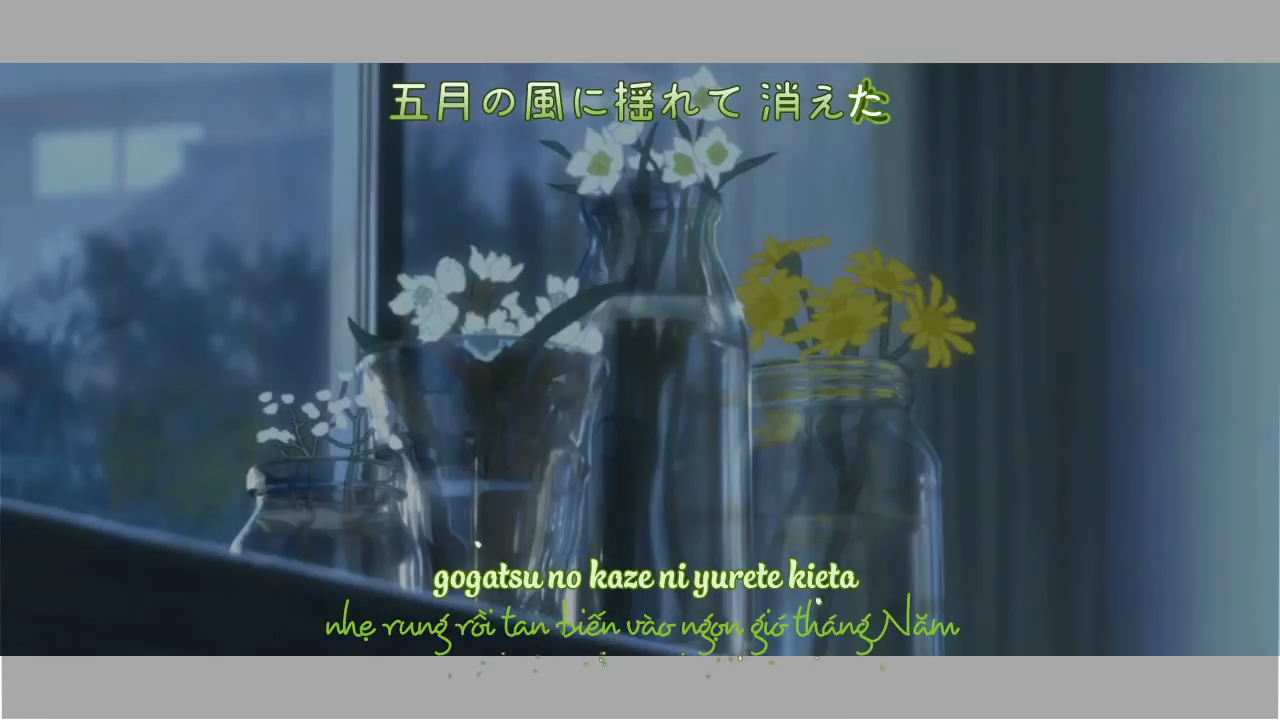 五月の風に揺れて 消えた
gogatsu no kaze ni yurete kieta
nhẹ rung rồi tan biến vào ngọn gió tháng Năm